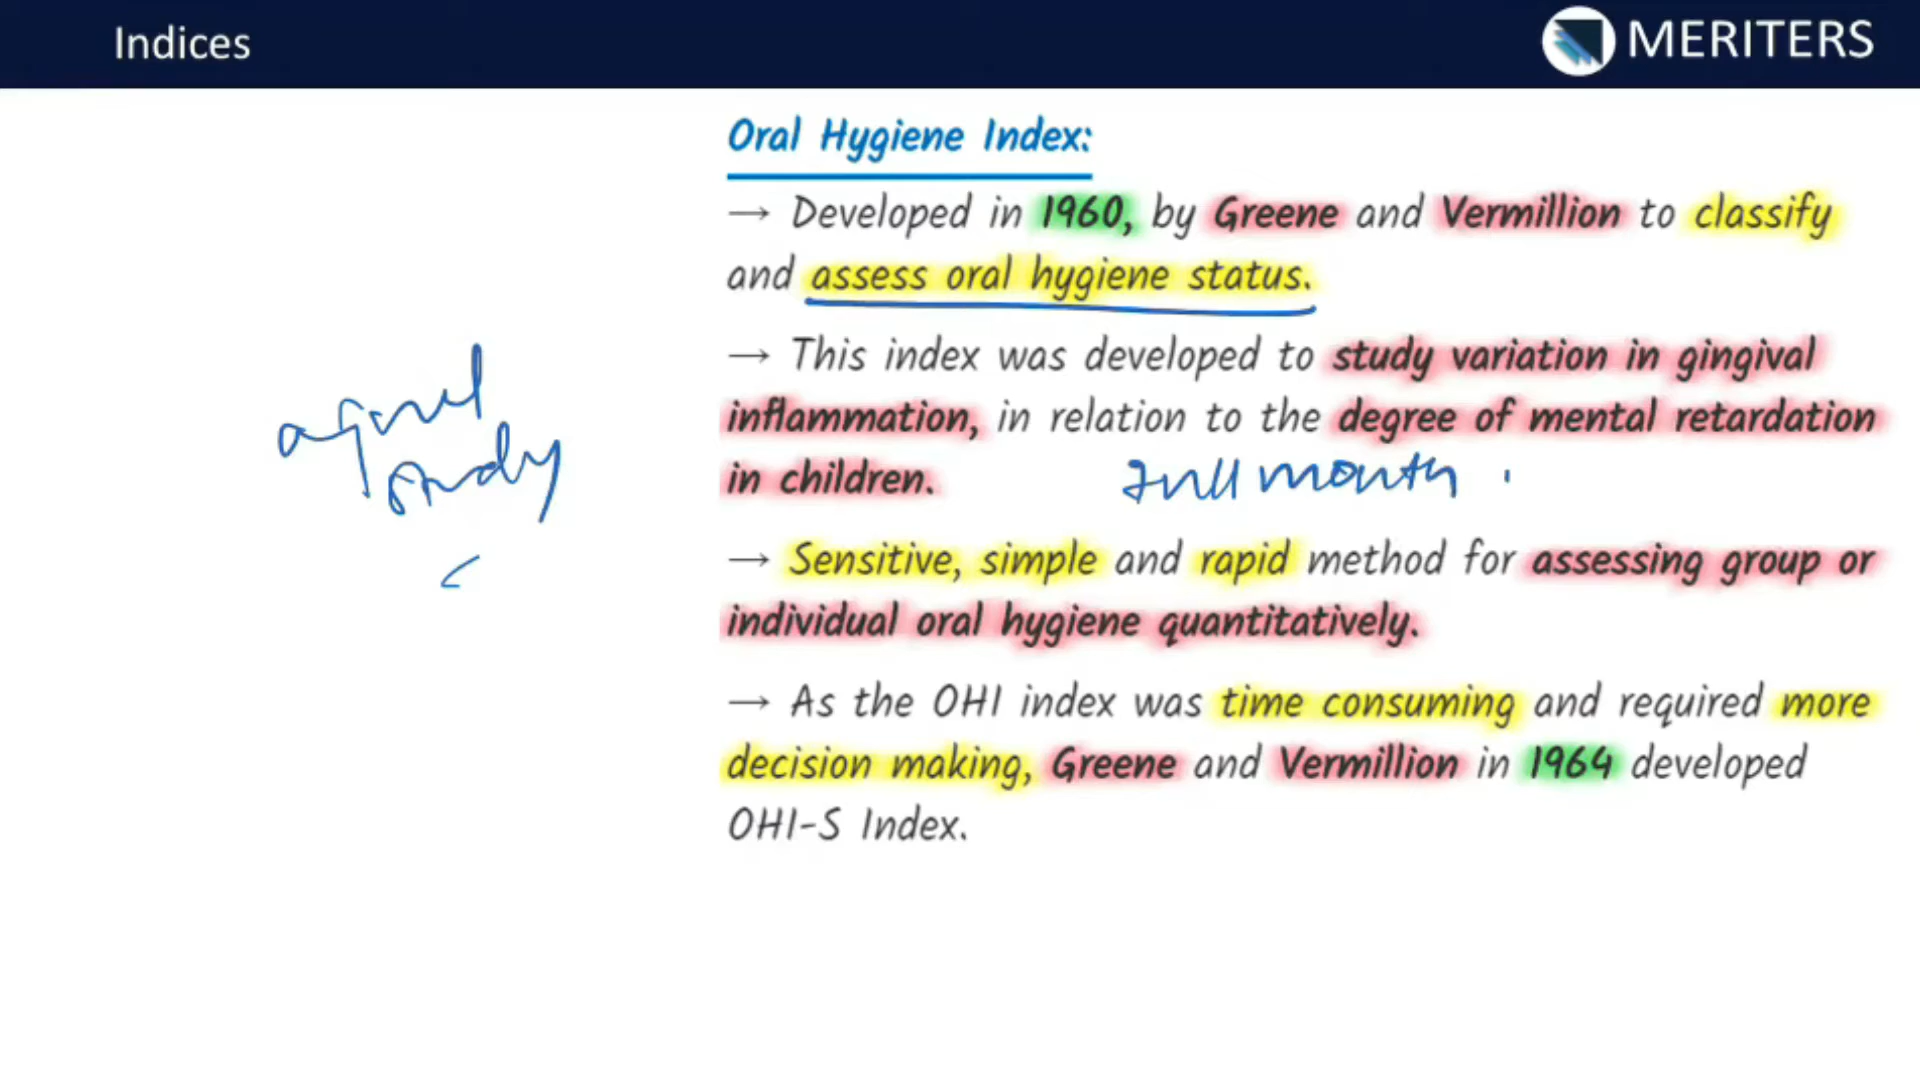 Indices
MERITERS
Oral Hygiene Index:
→ Developed in 1960, by Greene and Vermillion to classify
and assess oral hygiene status.
→ This index was developed to study variation in gingival
inflammation, in relation to the degree of mental retardation
in children.
full mouth
study
→ Sensitive, simple and rapid method for assessing group or
individual oral hygiene quantitatively.
→ As the OHI index was time consuming and required more
decision making, Greene and Vermillion in 1964 developed
OHI-S Index.